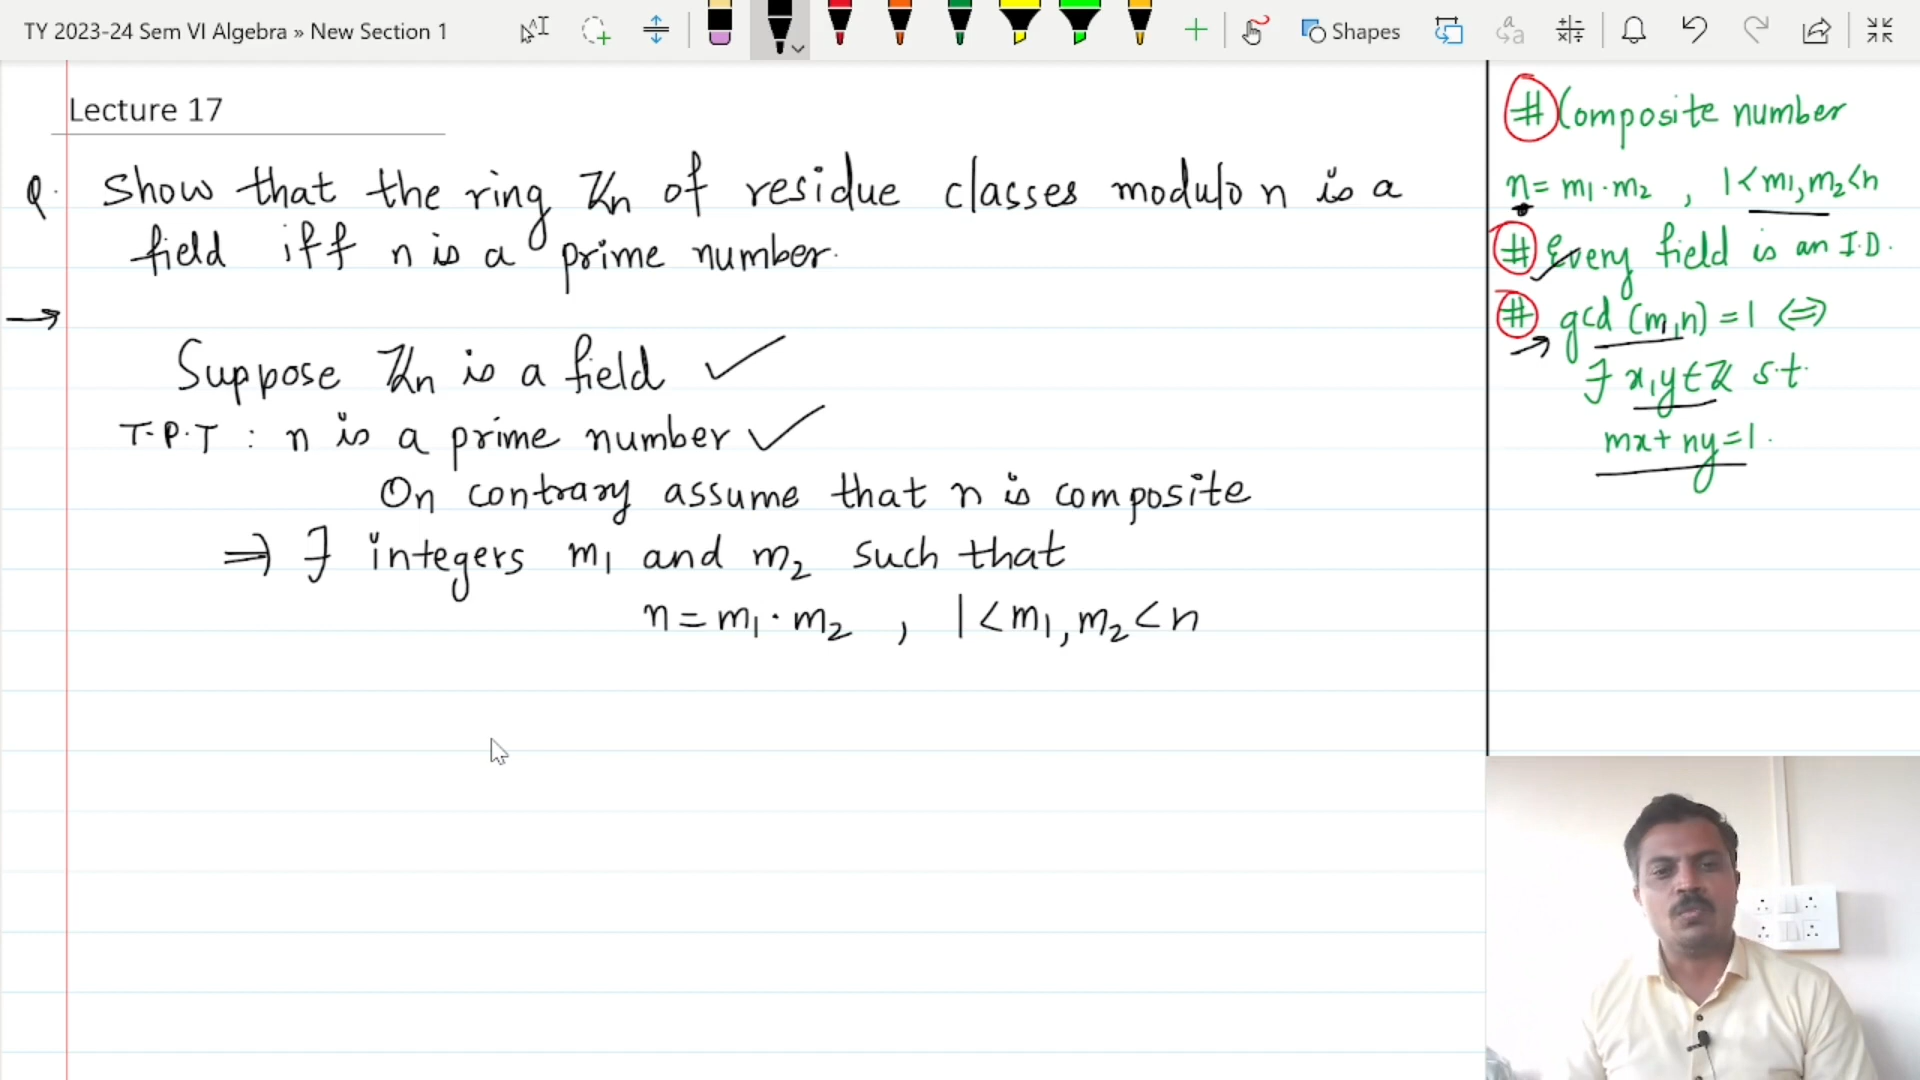 TY 2023-24 Sem VI Algebra » New Section 1
Shapes
Lecture 17
Q. Show that the ring ℤn of residue classes modulo n is a
field iff n is a prime number.
→
Suppose ℤn is a field ✓
T.P.T : n is a prime number ✓
On contrary assume that n is composite
⇒ ∃ integers m₁ and m₂ such that
n = m₁ · m₂ , 1 < m₁, m₂ < n
# Composite number
n = m₁ · m₂ , 1 < m₁, m₂ < n
# Every field is an I.D.
# gcd (m,n) = 1 ⇔
∃ x,y ∈ ℤ s.t.
mx + ny = 1.